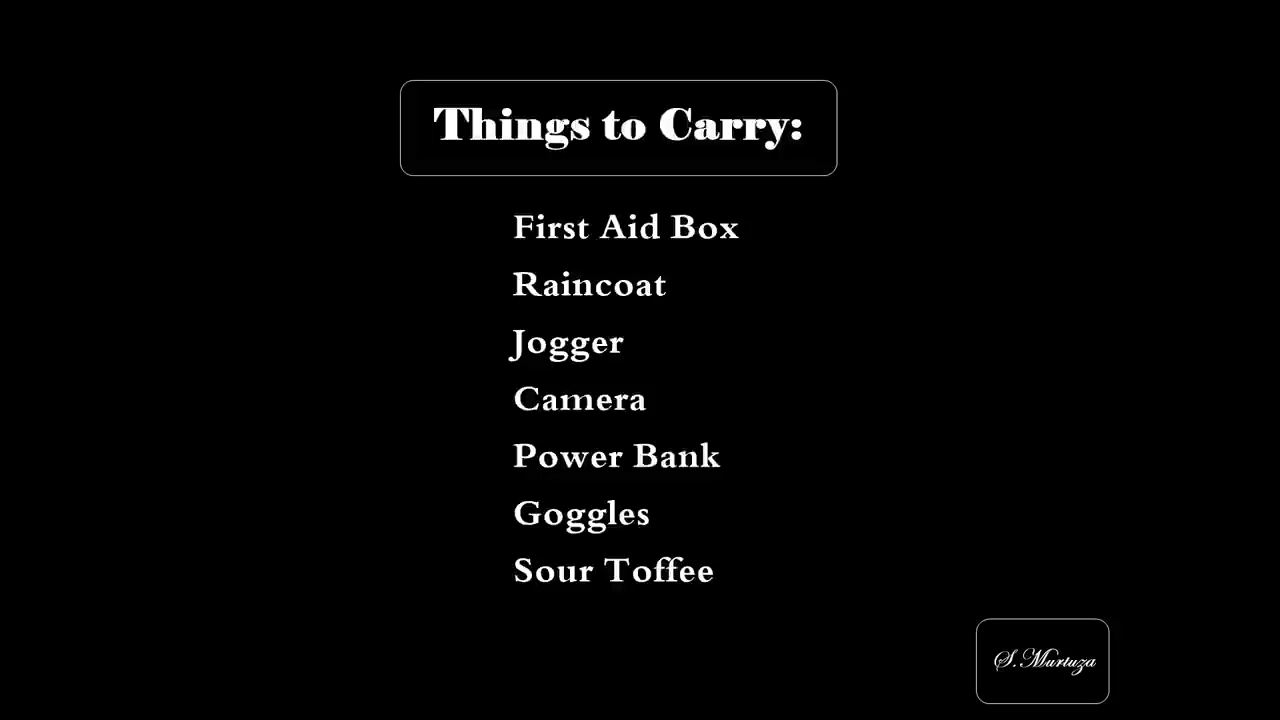 Things to Carry:
First Aid Box
Raincoat
Jogger
Camera
Power Bank
Goggles
Sour Toffee
S.Murtuza